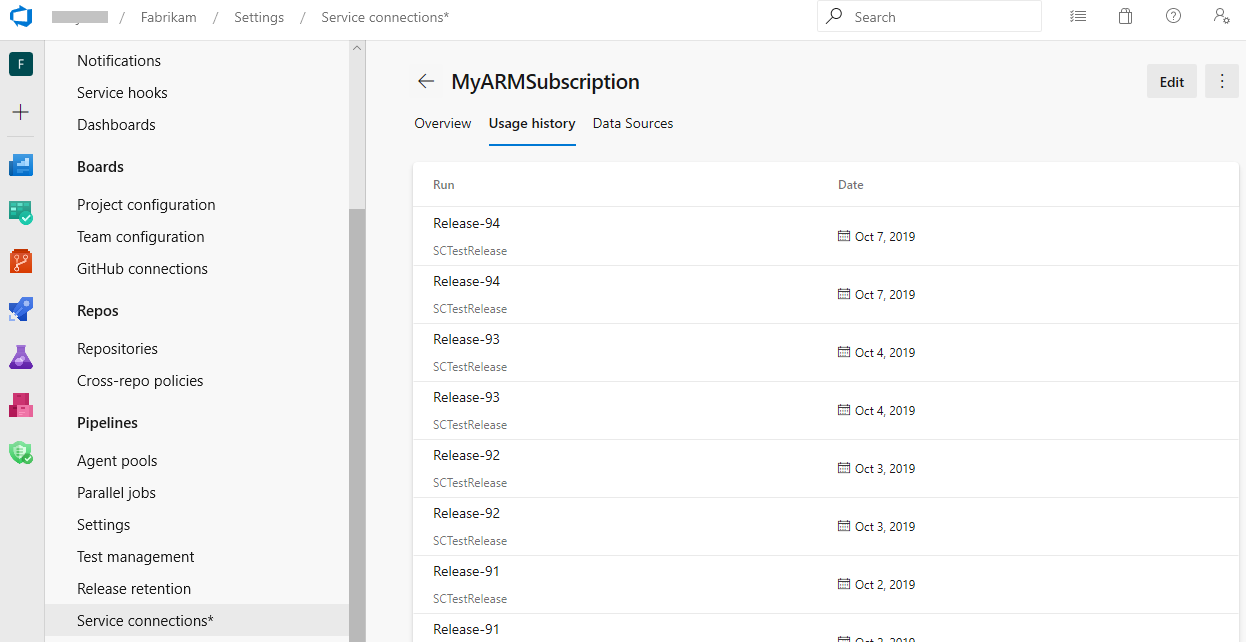 / Fabrikam / Settings / Service connections*
Search
F
Notifications
Service hooks
Dashboards
Boards
Project configuration
Team configuration
GitHub connections
Repos
Repositories
Cross-repo policies
Pipelines
Agent pools
Parallel jobs
Settings
Test management
Release retention
Service connections*
MyARMSubscription
Edit
Overview Usage history Data Sources
Run Date
Release-94
SCTestRelease
Oct 7, 2019
Release-94
SCTestRelease
Oct 7, 2019
Release-93
SCTestRelease
Oct 4, 2019
Release-93
SCTestRelease
Oct 4, 2019
Release-92
SCTestRelease
Oct 3, 2019
Release-92
SCTestRelease
Oct 3, 2019
Release-91
SCTestRelease
Oct 2, 2019
Release-91
Oct 2, 2019